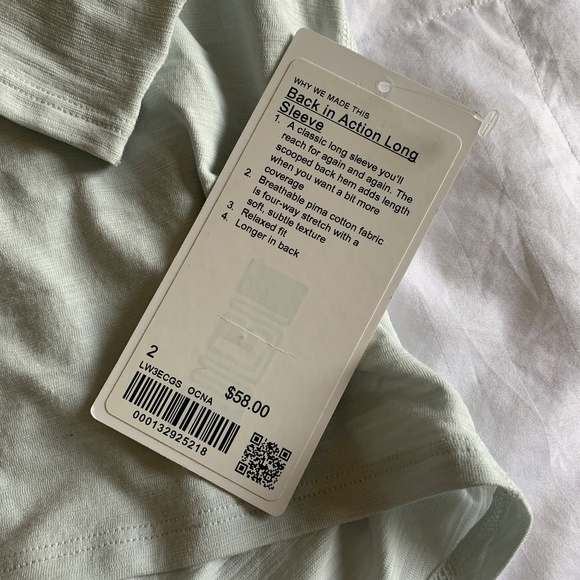 WHY WE MADE THIS
Back in Action Long
Sleeve
1. A classic long sleeve you'll
reach for again and again. The
scooped back hem adds length
when you want a bit more
coverage
2 Breathable pima cotton fabric
is four-way stretch with a
soft, subtle texture
3. Relaxed fit
4. Longer in back
2
LW3ECGS OCNA
$58.00
000132925218